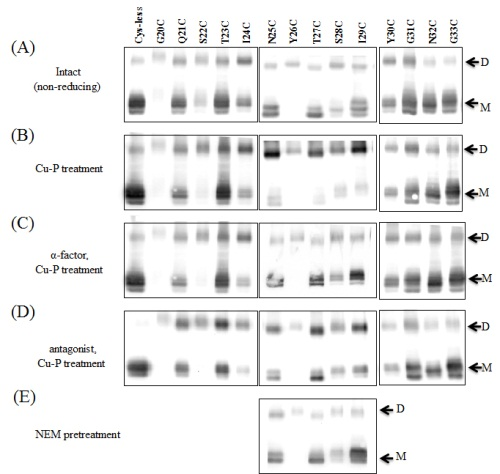 Cys-less G20C Q21C S22C T23C I24C N25C Y26C T27C S28C I29C Y30C G31C N32C G33C
(A)
Intact
(non-reducing)
D
M
(B)
Cu-P treatment
D
M
(C)
α-factor,
Cu-P treatment
D
M
(D)
antagonist,
Cu-P treatment
D
M
(E)
NEM pretreatment
D
M